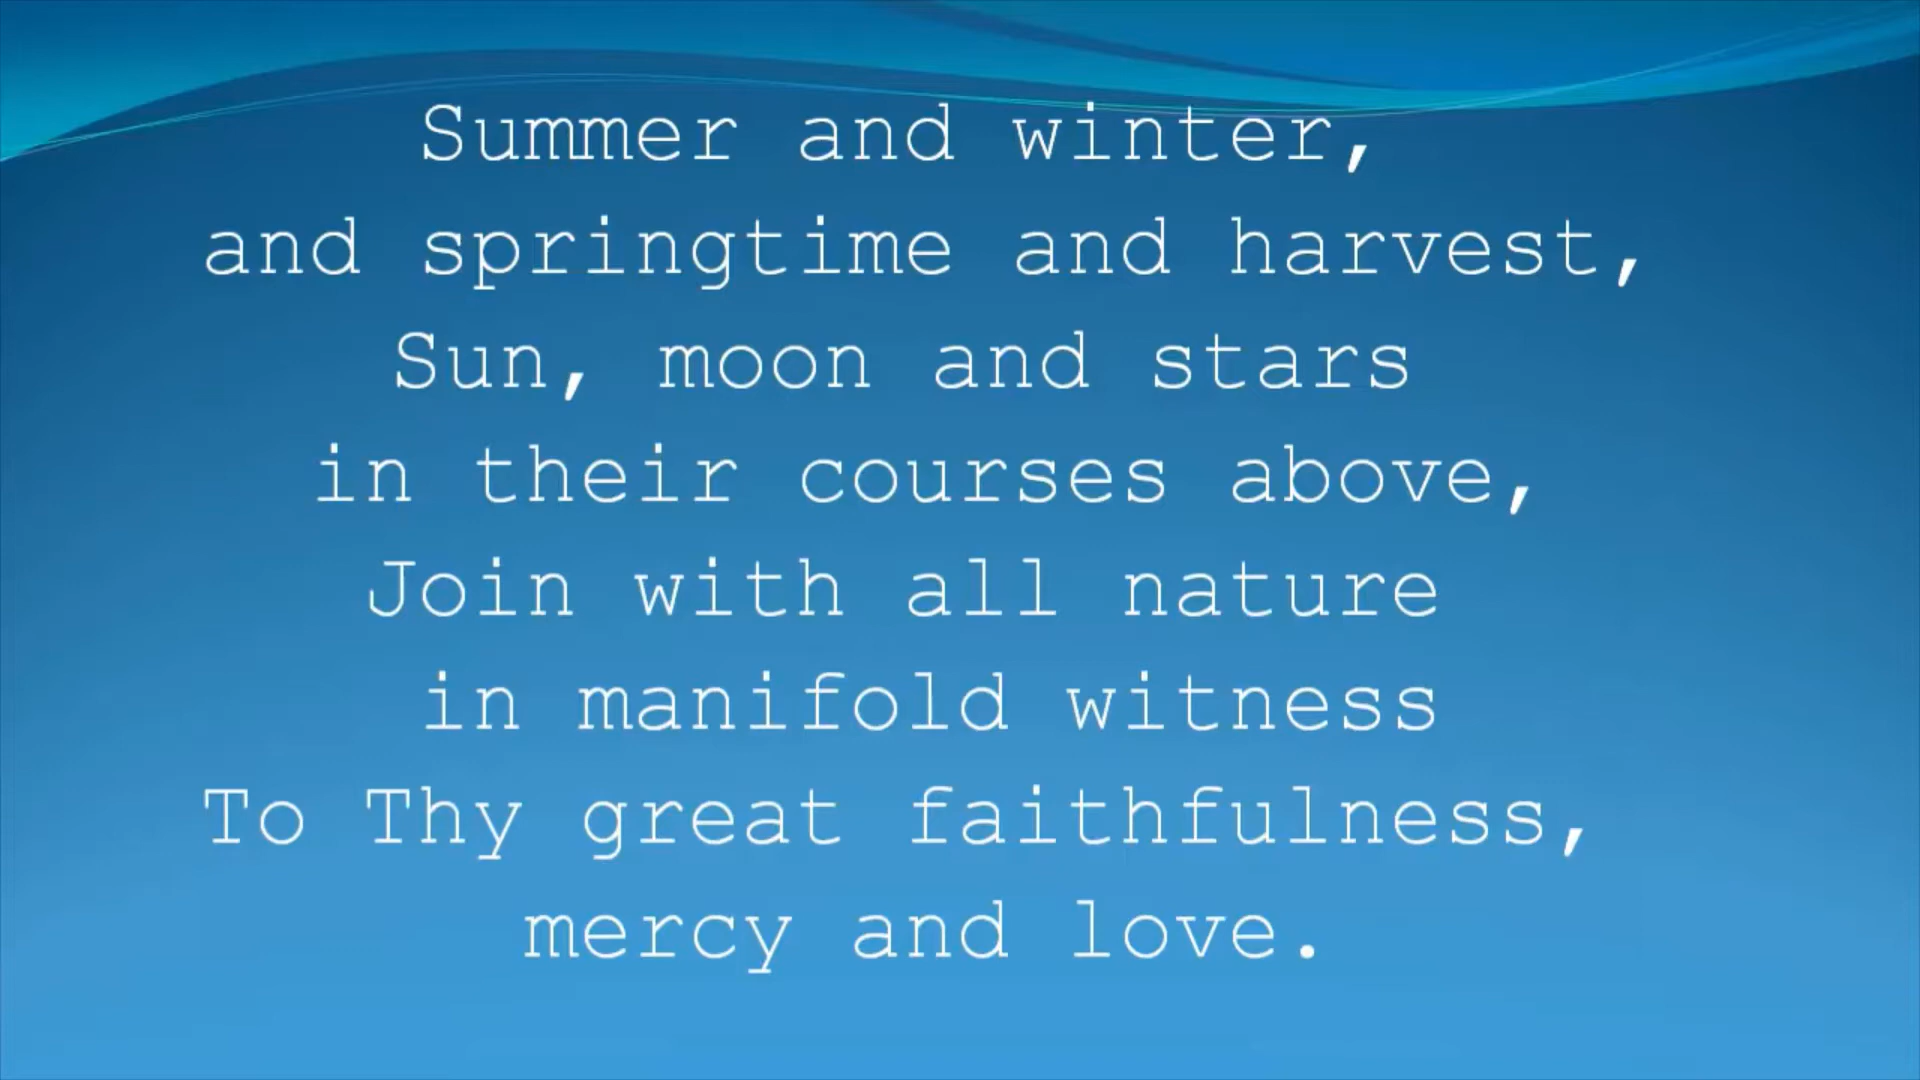 Summer and winter,
and springtime and harvest,
Sun, moon and stars
in their courses above,
Join with all nature
in manifold witness
To Thy great faithfulness,
mercy and love.